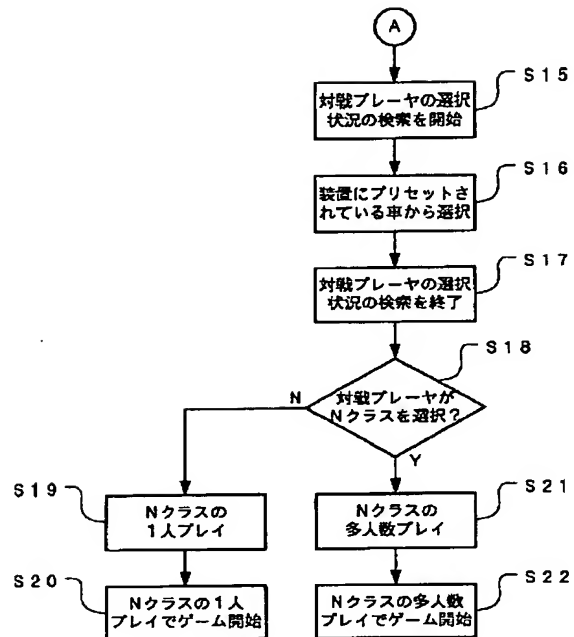 A
S15
対戦プレーヤの選択
状況の検索を開始
S16
装置にプリセットさ
れている車から選択
S17
対戦プレーヤの選択
状況の検索を終了
S18
対戦プレーヤが
Nクラスを選択?
N
Y
S19
Nクラスの
1人プレイ
S21
Nクラスの
多人数プレイ
S20
Nクラスの1人
プレイでゲーム開始
S22
Nクラスの多人数
プレイでゲーム開始